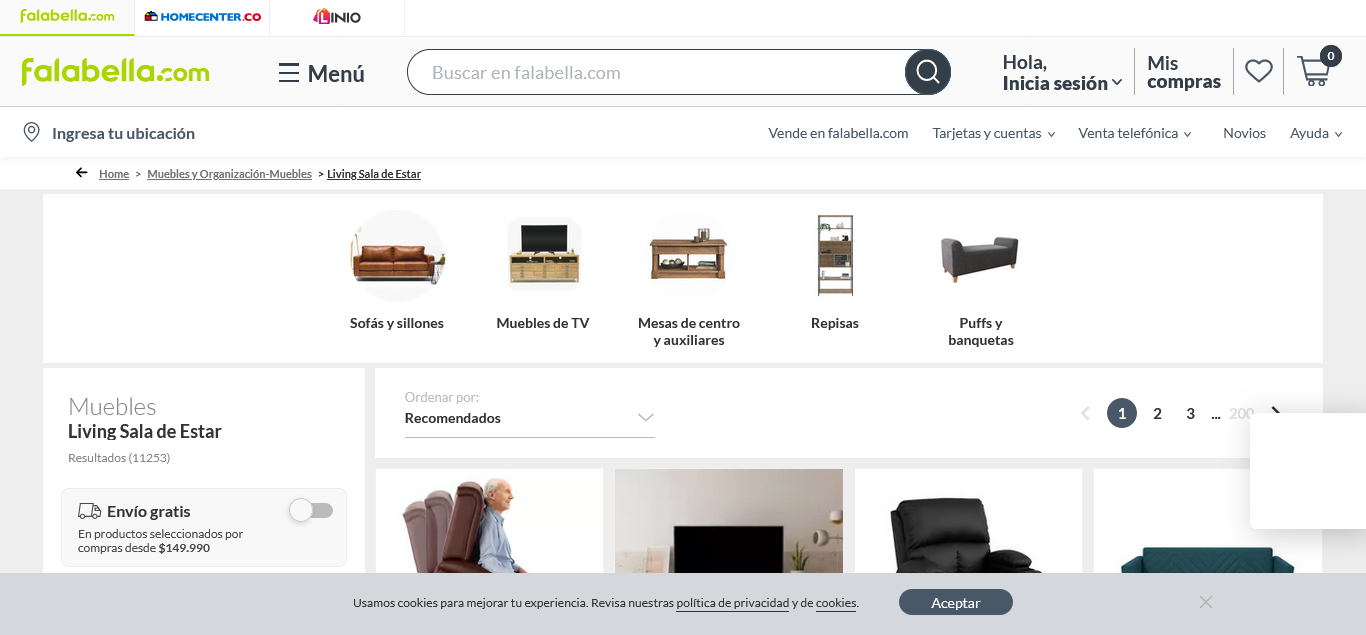 falabella.com
HOMECENTER.CO
LINIO
falabella.com
Menú
Buscar en falabella.com
Hola,
Inicia sesión
Mis
compras
0
Ingresa tu ubicación
Vende en falabella.com
Tarjetas y cuentas
Venta telefónica
Novios
Ayuda
Home > Muebles y Organización-Muebles > Living Sala de Estar
Sofás y sillones
Muebles de TV
Mesas de centro
y auxiliares
Repisas
Puffs y
banquetas
Muebles
Living Sala de Estar
Resultados (11253)
Envío gratis
En productos seleccionados por
compras desde $149.990
Ordenar por:
Recomendados
1 2 3 ... 200
Usamos cookies para mejorar tu experiencia. Revisa nuestras política de privacidad y de cookies.
Aceptar